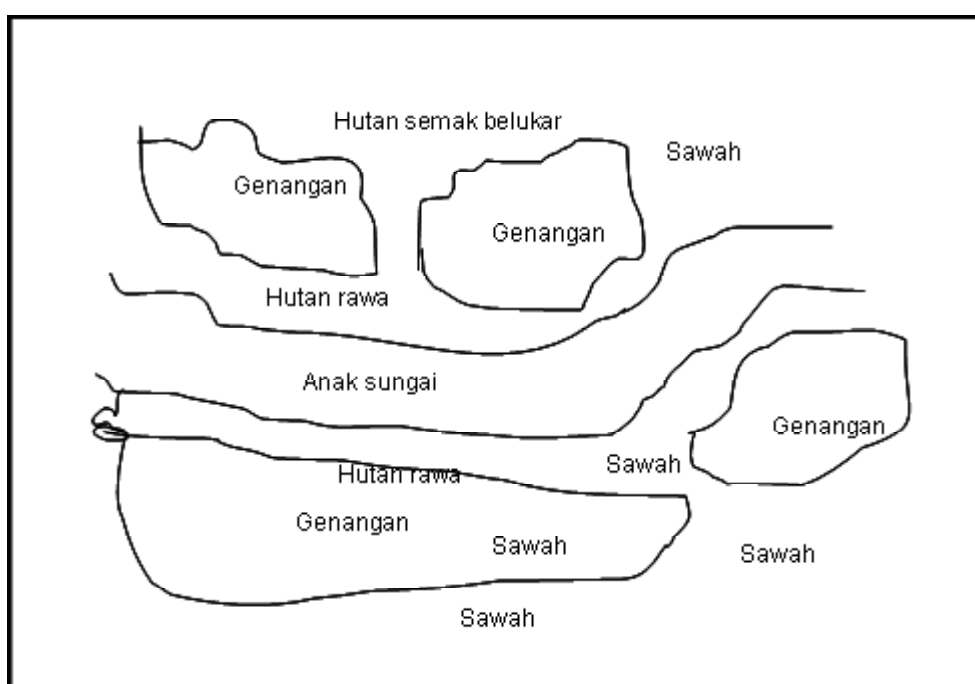 Hutan semak belukar
Sawah
Genangan
Genangan
Hutan rawa
Anak sungai
Genangan
Sawah
Hutan rawa
Genangan
Sawah
Sawah
Sawah